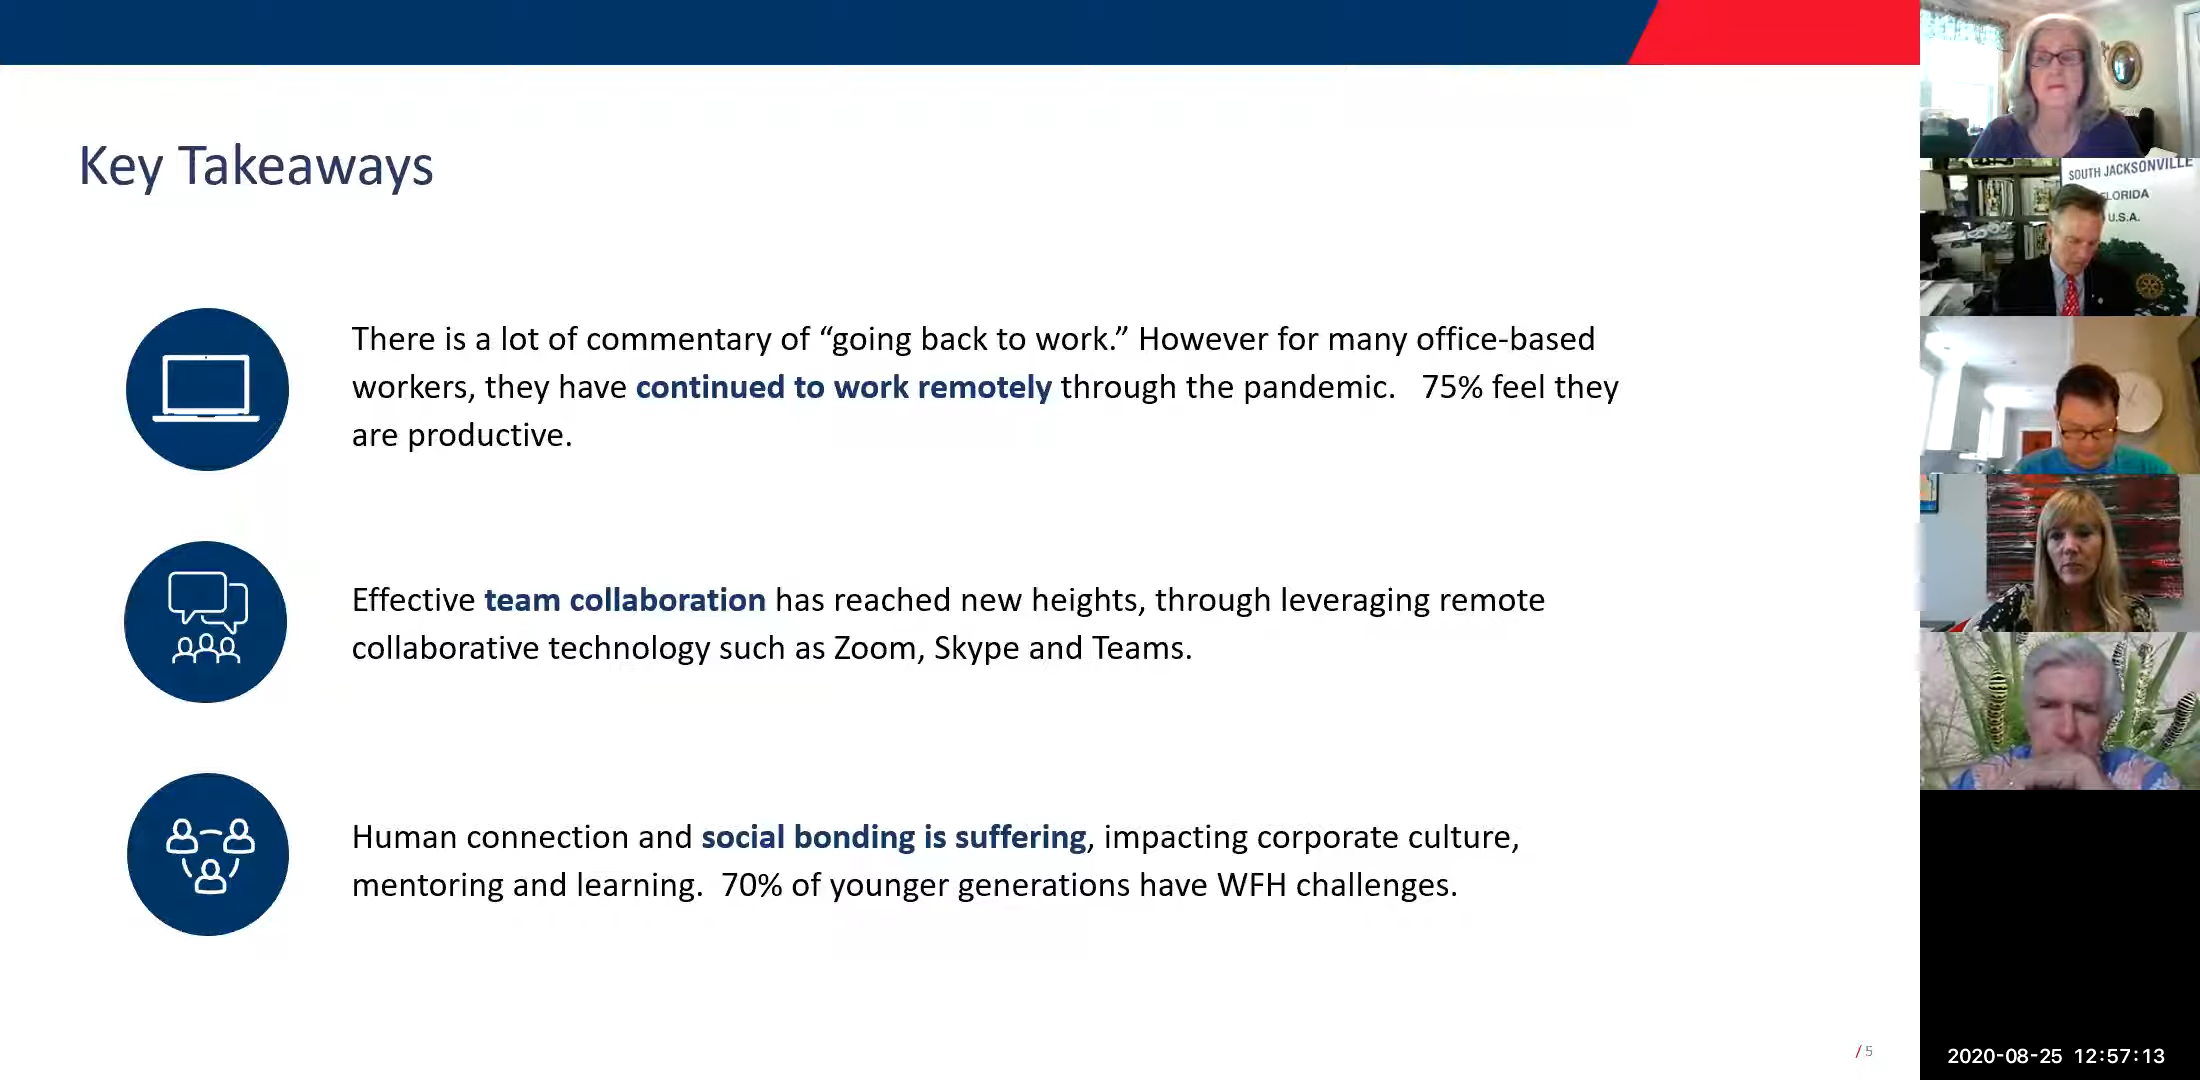 Key Takeaways
There is a lot of commentary of “going back to work.” However for many office-based
workers, they have continued to work remotely through the pandemic. 75% feel they
are productive.
Effective team collaboration has reached new heights, through leveraging remote
collaborative technology such as Zoom, Skype and Teams.
Human connection and social bonding is suffering, impacting corporate culture,
mentoring and learning. 70% of younger generations have WFH challenges.
/ 5
SOUTH JACKSONVILLE
FLORIDA
U.S.A.
2020-08-25 12:57:13